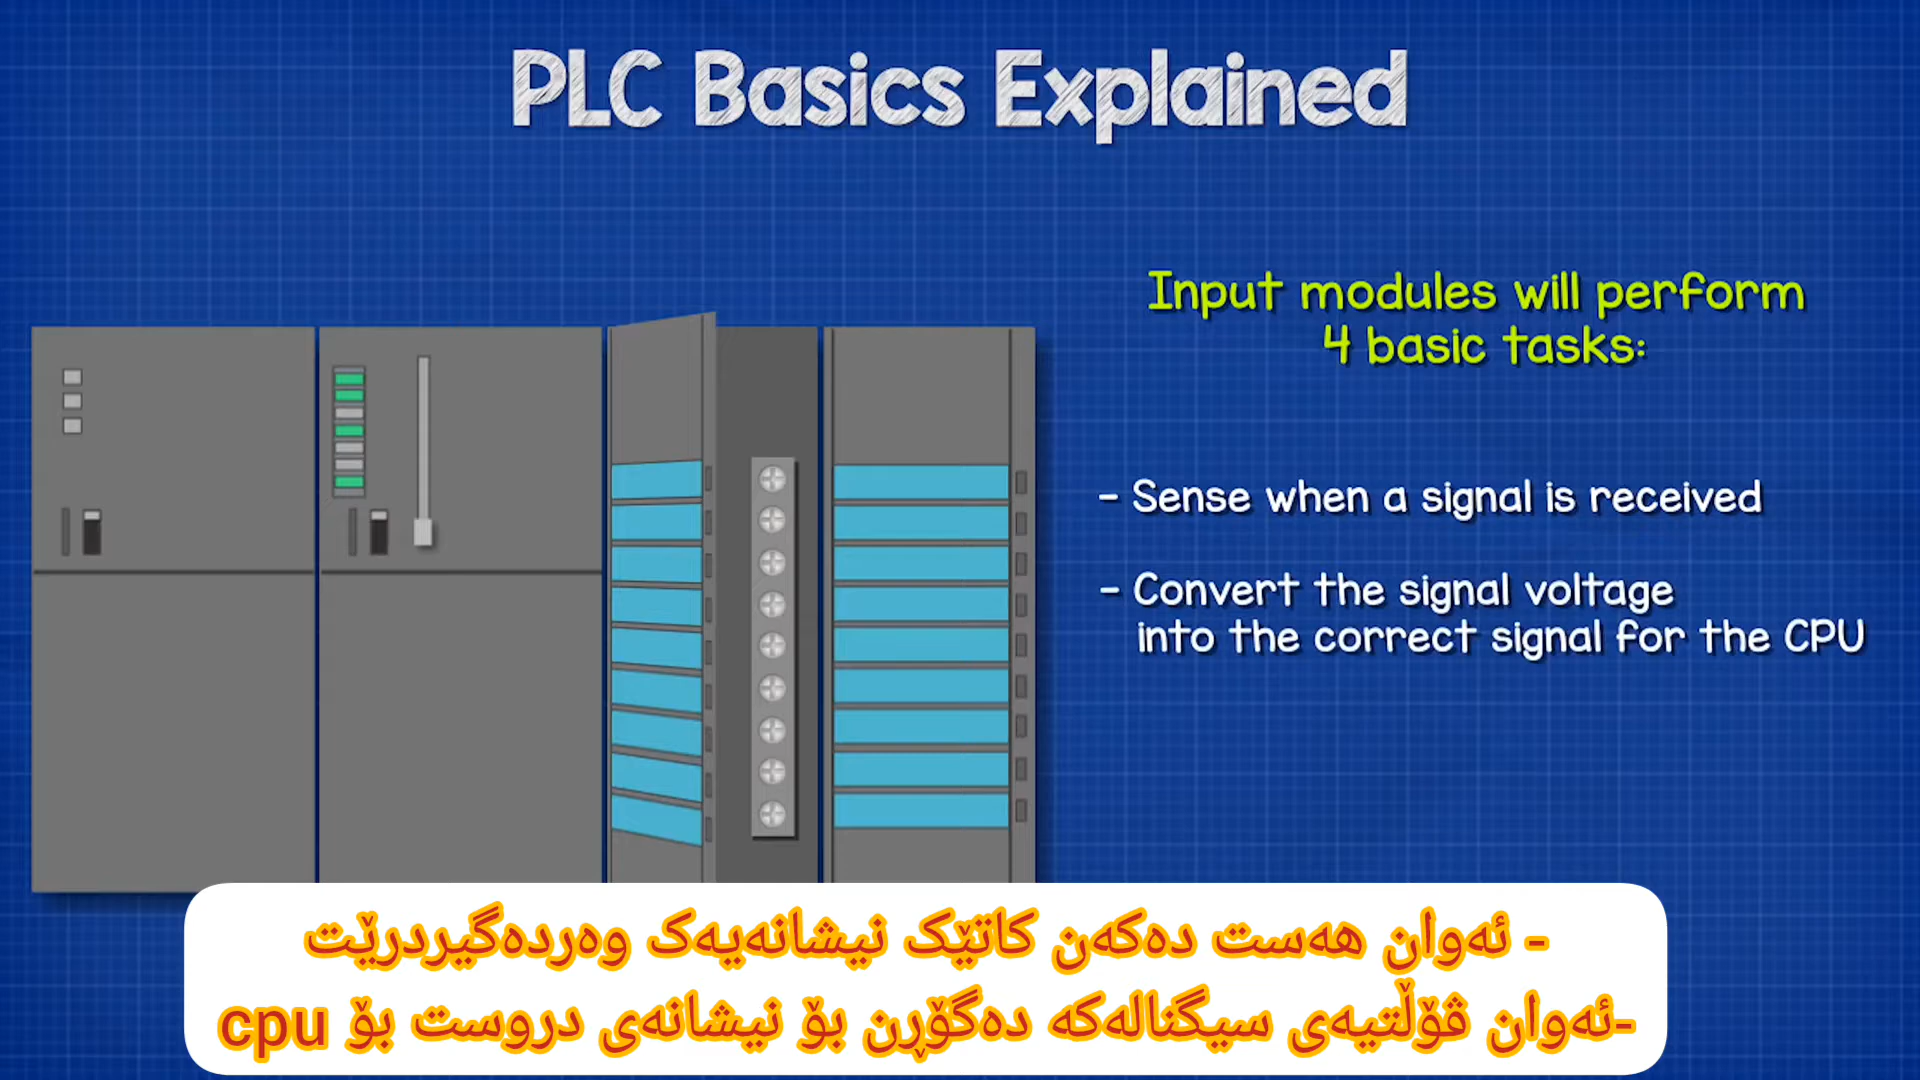 PLC Basics Explained
Input modules will perform
4 basic tasks:
- Sense when a signal is received
- Convert the signal voltage
into the correct signal for the CPU
- ئەوان هەست دەکەن کاتێک نیشانەیەک وەردەگیردرێت
-ئەوان ڤۆڵتیەی سیگنالەکە دەگۆڕن بۆ نیشانەی دروست بۆ cpu